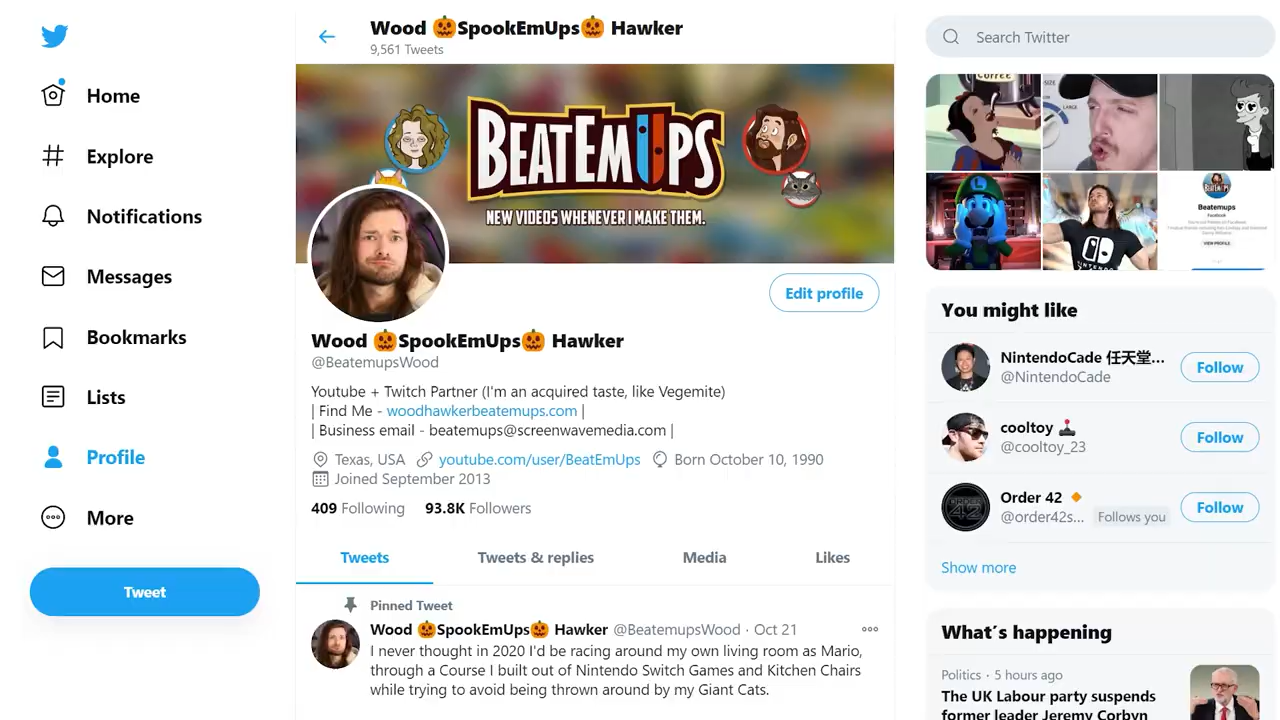 Home
Explore
Notifications
Messages
Bookmarks
Lists
Profile
More
Tweet
Wood 🎃SpookEmUps🎃 Hawker
9,561 Tweets
BEATEMUPS
NEW VIDEOS WHENEVER I MAKE THEM.
Edit profile
Wood 🎃SpookEmUps🎃 Hawker
@BeatemupsWood
Youtube + Twitch Partner (I'm an acquired taste, like Vegemite)
| Find Me - woodhawkerbeatemups.com |
| Business email - beatemups@screenwavemedia.com |
Texas, USA youtube.com/user/BeatEmUps Born October 10, 1990
Joined September 2013
409 Following 93.8K Followers
Tweets Tweets & replies Media Likes
Pinned Tweet
Wood 🎃SpookEmUps🎃 Hawker @BeatemupsWood · Oct 21
I never thought in 2020 I'd be racing around my own living room as Mario,
through a Course I built out of Nintendo Switch Games and Kitchen Chairs
while trying to avoid being thrown around by my Giant Cats.
Search Twitter
COFFEE
LARGE
NINTENDO
BEATEMUPS
Beatemups
Facebook
VIEW PROFILE
You might like
NintendoCade 任天堂...
@NintendoCade
Follow
cooltoy 🕹️
@cooltoy_23
Follow
ORDER
42
Order 42 🔸
@order42s... Follows you
Follow
Show more
What's happening
Politics · 5 hours ago
The UK Labour party suspends
former leader Jeremy Corbyn